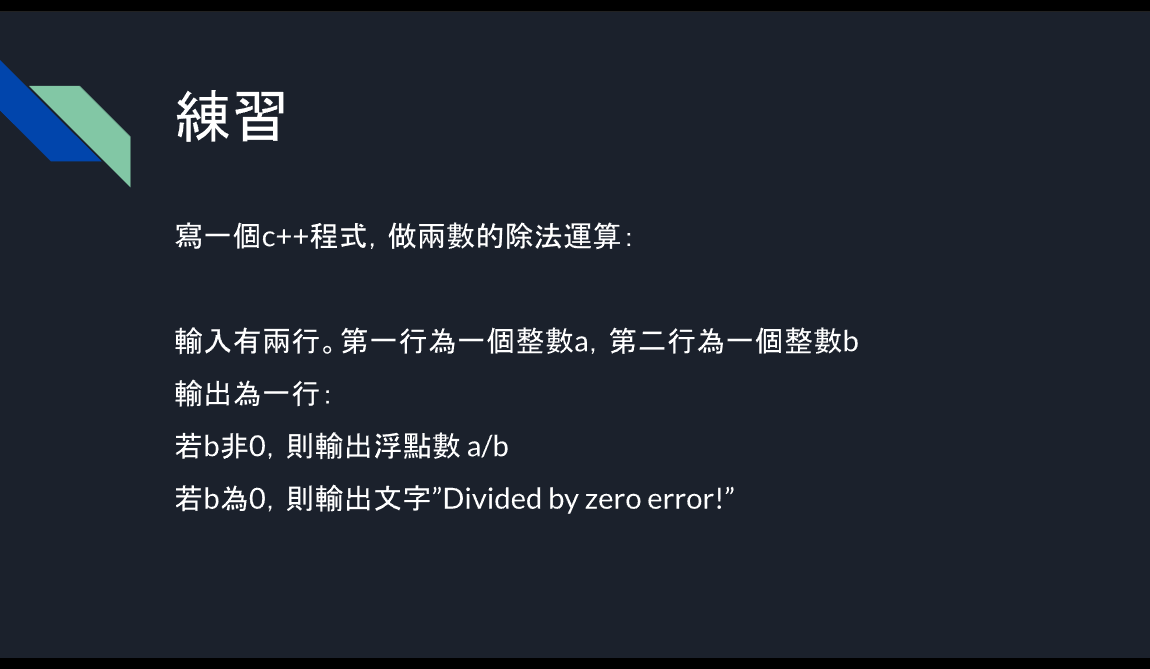 練習
寫一個c++程式，做兩數的除法運算：
輸入有兩行。第一行為一個整數a，第二行為一個整數b
輸出為一行：
若b非0，則輸出浮點數 a/b
若b為0，則輸出文字”Divided by zero error!”